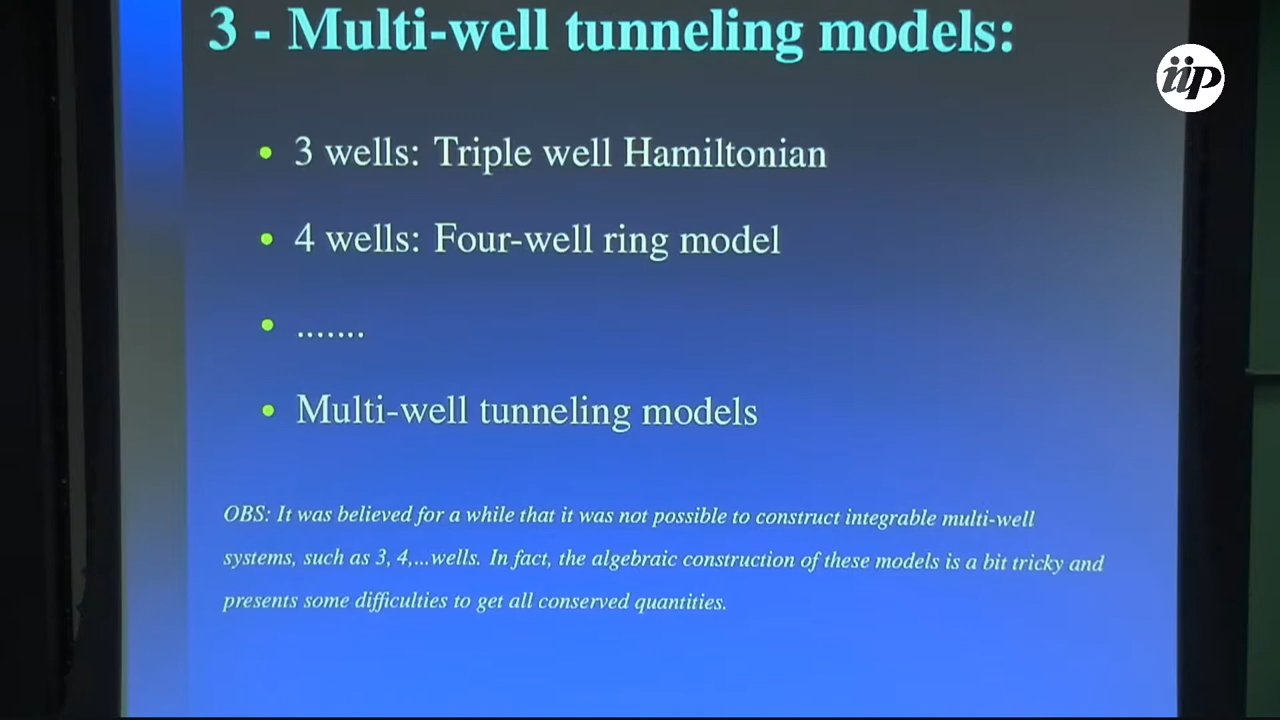 3 - Multi-well tunneling models:
iip
• 3 wells: Triple well Hamiltonian
• 4 wells: Four-well ring model
• .......
• Multi-well tunneling models
OBS: It was believed for a while that it was not possible to construct integrable multi-well
systems, such as 3, 4,...wells. In fact, the algebraic construction of these models is a bit tricky and
presents some difficulties to get all conserved quantities.